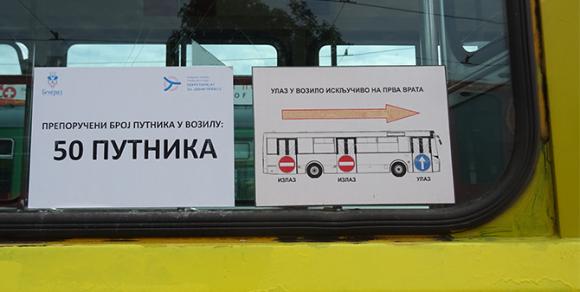 Београд
ПРЕПОРУЧЕНИ БРОЈ ПУТНИКА У ВОЗИЛУ:
50 ПУТНИКА
УЛАЗ У ВОЗИЛО ИСКЉУЧИВО НА ПРВА ВРАТА
ИЗЛАЗ ИЗЛАЗ УЛАЗ